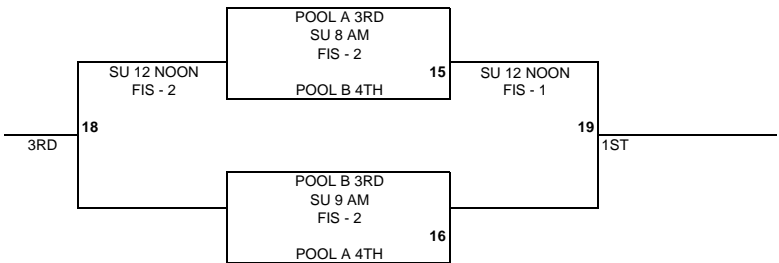 POOL A 3RD
SU 8 AM
FIS - 2
15
POOL B 4TH
SU 12 NOON
FIS - 2
SU 12 NOON
FIS - 1
18
3RD
19
1ST
POOL B 3RD
SU 9 AM
FIS - 2
16
POOL A 4TH